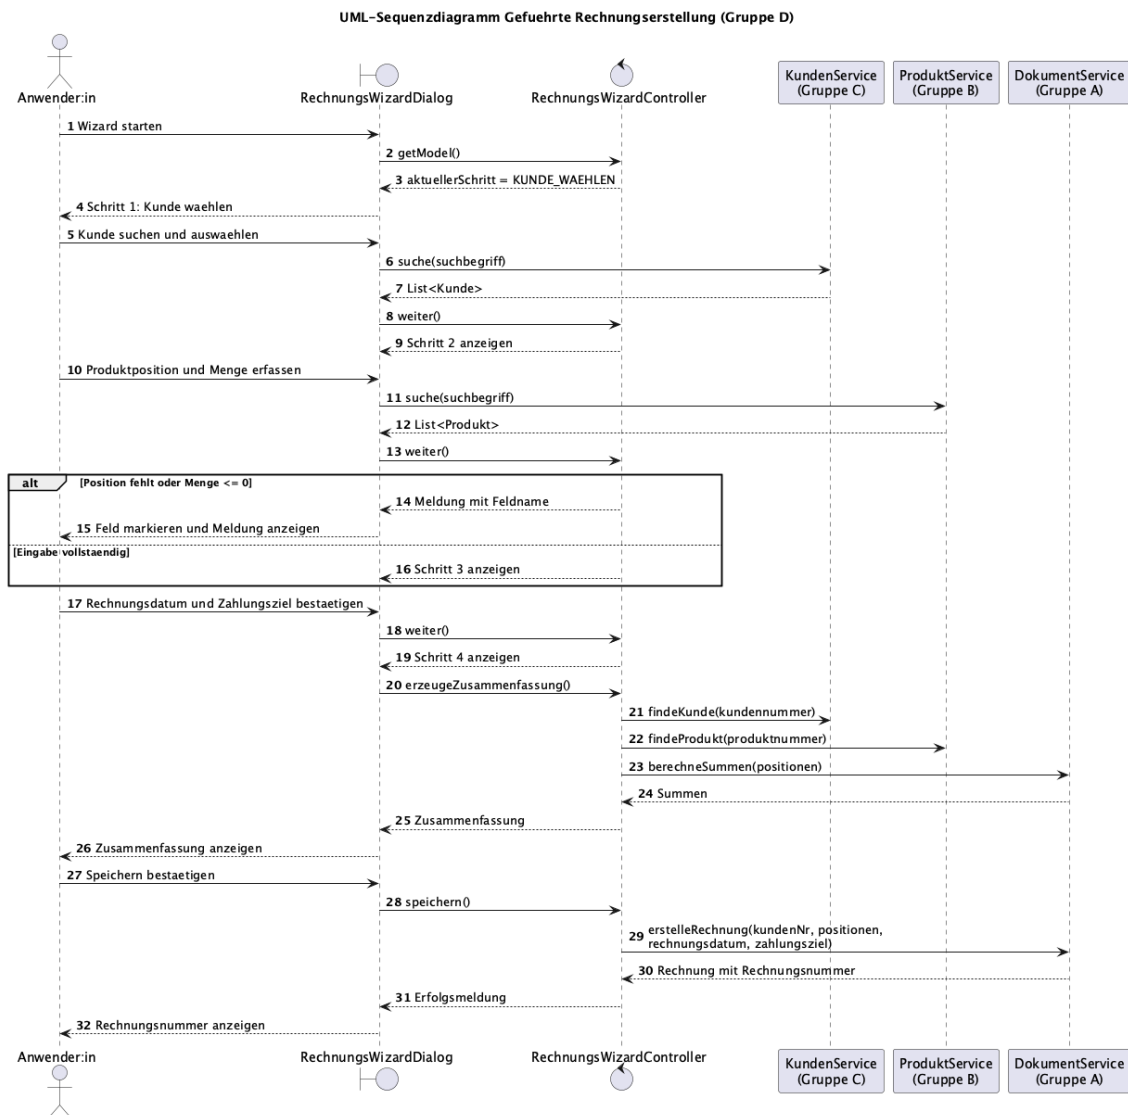 UML-Sequenzdiagramm Gefuehrte Rechnungserstellung (Gruppe D)
Anwender:in
RechnungsWizardDialog
RechnungsWizardController
KundenService
(Gruppe C)
ProduktService
(Gruppe B)
DokumentService
(Gruppe A)
1 Wizard starten
2 getModel()
3 aktuellerSchritt = KUNDE_WAEHLEN
4 Schritt 1: Kunde waehlen
5 Kunde suchen und auswaehlen
6 suche(suchbegriff)
7 List<Kunde>
8 weiter()
9 Schritt 2 anzeigen
10 Produktposition und Menge erfassen
11 suche(suchbegriff)
12 List<Produkt>
13 weiter()
alt [Position fehlt oder Menge <= 0]
14 Meldung mit Feldname
15 Feld markieren und Meldung anzeigen
[Eingabe vollstaendig]
16 Schritt 3 anzeigen
17 Rechnungsdatum und Zahlungsziel bestaetigen
18 weiter()
19 Schritt 4 anzeigen
20 erzeugeZusammenfassung()
21 findeKunde(kundennummer)
22 findeProdukt(produktnummer)
23 berechneSummen(positionen)
24 Summen
25 Zusammenfassung
26 Zusammenfassung anzeigen
27 Speichern bestaetigen
28 speichern()
29 erstelleRechnung(kundenNr, positionen,
rechnungsdatum, zahlungsziel)
30 Rechnung mit Rechnungsnummer
31 Erfolgsmeldung
32 Rechnungsnummer anzeigen
Anwender:in
RechnungsWizardDialog
RechnungsWizardController
KundenService
(Gruppe C)
ProduktService
(Gruppe B)
DokumentService
(Gruppe A)